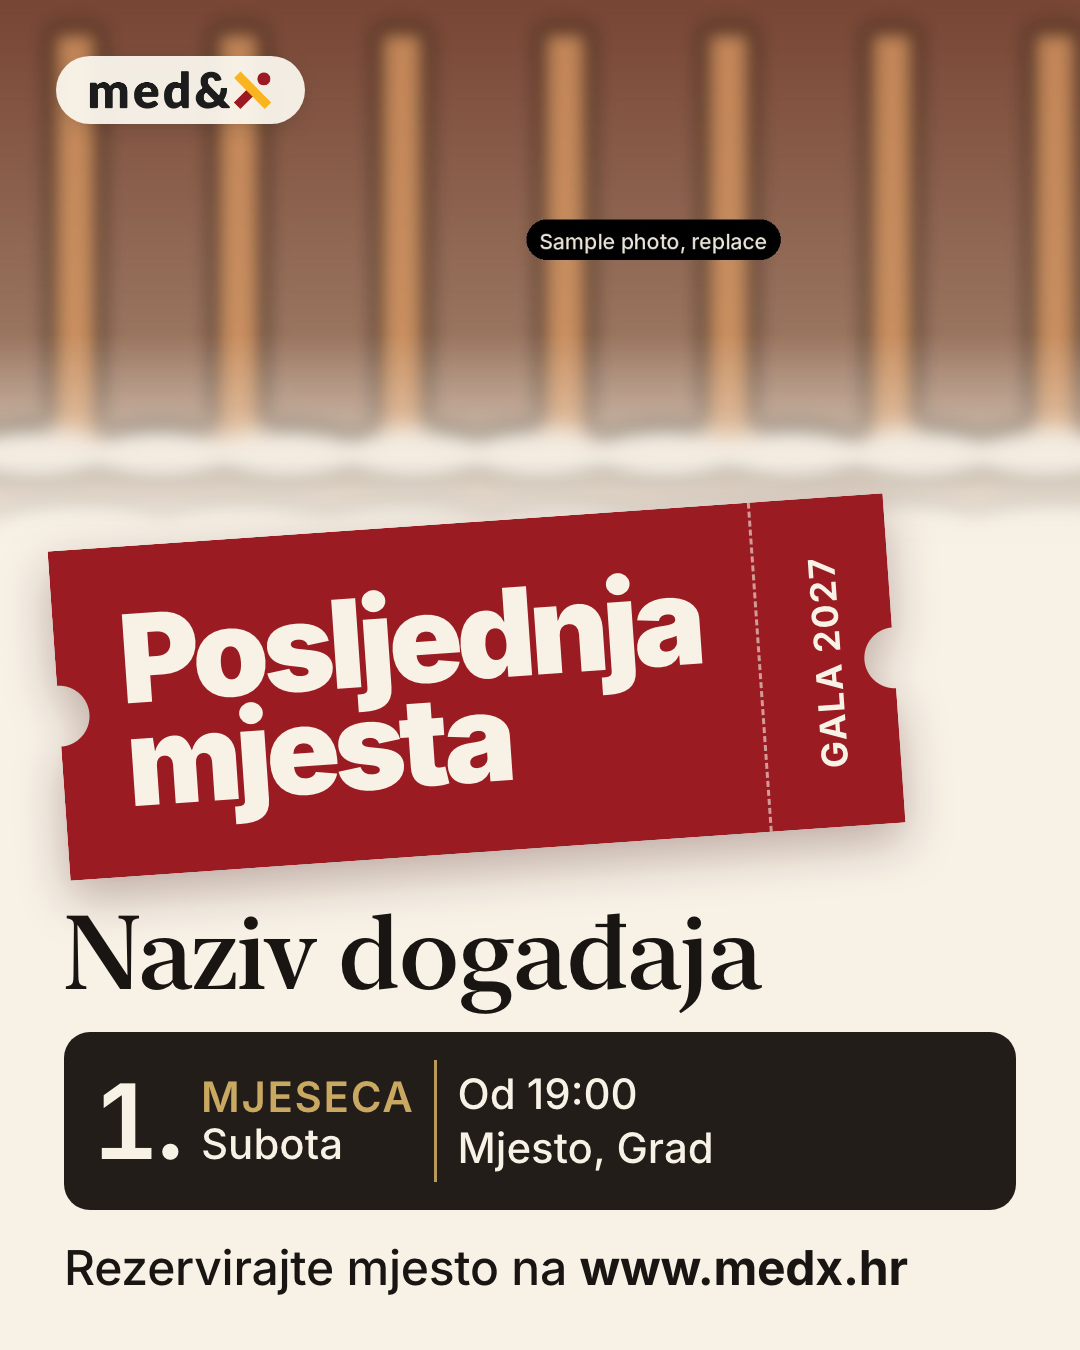 med&x
Sample photo, replace
Posljednja
mjesta
GALA 2027
Naziv događaja
1. MJESECA
Subota
Od 19:00
Mjesto, Grad
Rezervirajte mjesto na www.medx.hr